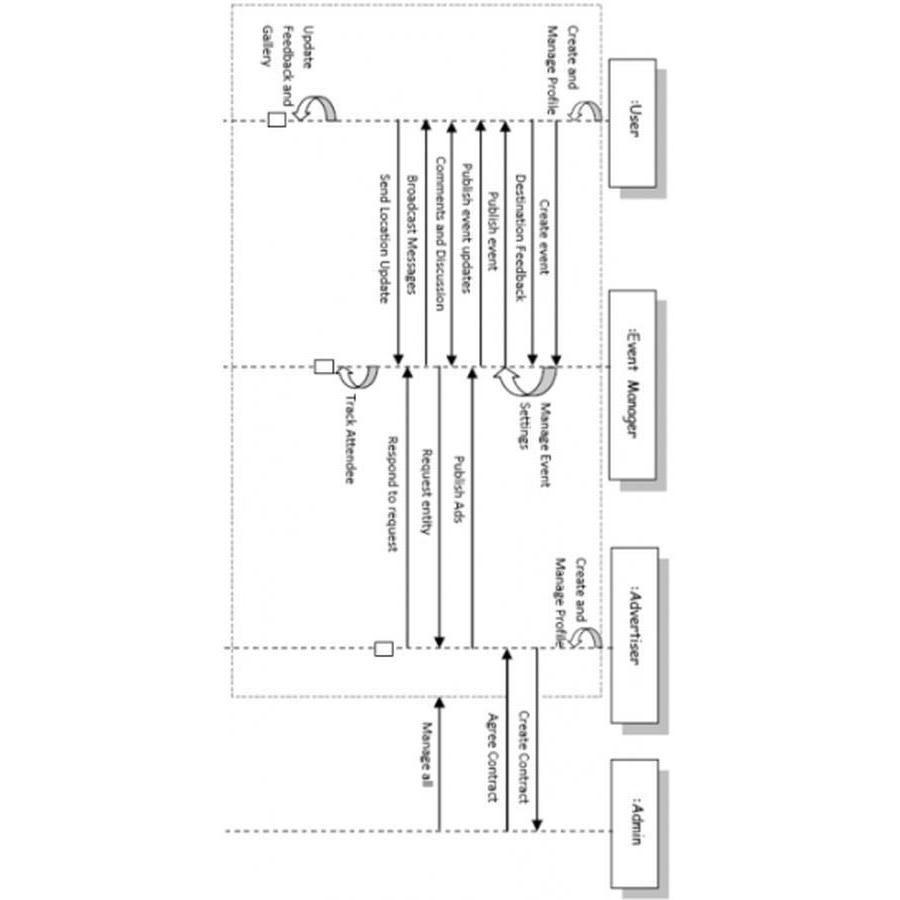 :User
:Event Manager
:Advertiser
:Admin
Create and
Manage Profile
Create and
Manage Profile
Create event
Manage Event
Settings
Destination Feedback
Create Contract
Publish event
Agree Contract
Publish event updates
Publish Ads
Comments and Discussion
Request entity
Manage all
Broadcast Messages
Respond to request
Send Location Update
Track Attendee
Update
Feedback and
Gallery